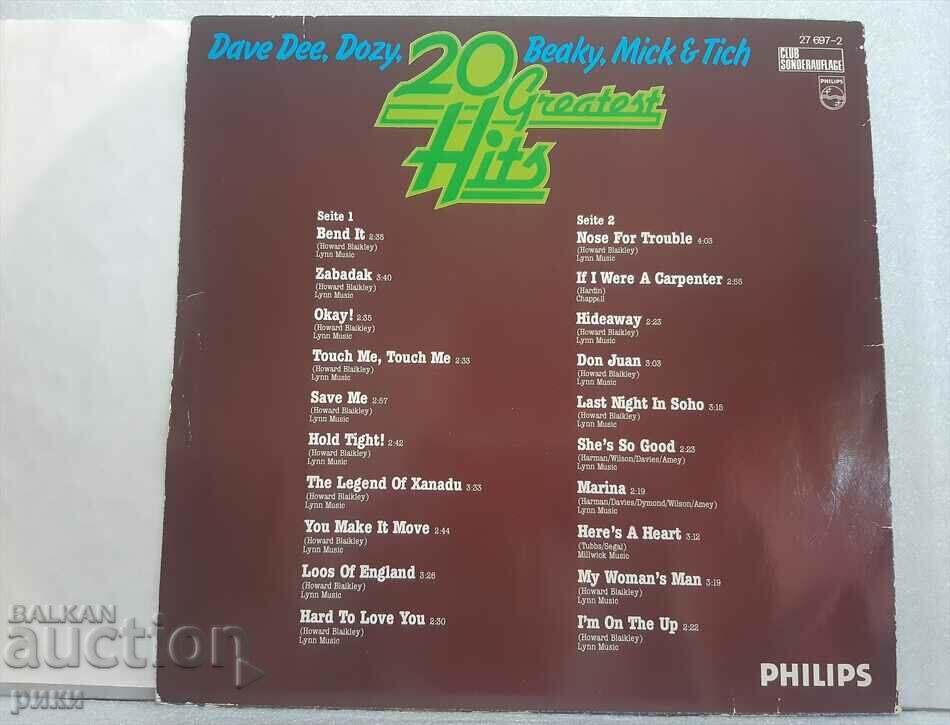 Dave Dee, Dozy, Beaky, Mick & Tich
27 697-2
CLUB
SONDERAUFLAGE
PHILIPS
20 Greatest
Hits
Seite 1
Bend It 2:35
(Howard Blaikley)
Lynn Music
Zabadak 3:40
(Howard Blaikley)
Lynn Music
Okay! 2:35
(Howard Blaikley)
Lynn Music
Touch Me, Touch Me 2:33
(Howard Blaikley)
Lynn Music
Save Me 2:57
(Howard Blaikley)
Lynn Music
Hold Tight! 2:42
(Howard Blaikley)
Lynn Music
The Legend Of Xanadu 3:33
(Howard Blaikley)
Lynn Music
You Make It Move 2:44
(Howard Blaikley)
Lynn Music
Loos Of England 3:26
(Howard Blaikley)
Lynn Music
Hard To Love You 2:30
(Howard Blaikley)
Lynn Music
Seite 2
Nose For Trouble 4:03
(Howard Blaikley)
Lynn Music
If I Were A Carpenter 2:55
(Hardin)
Chappell
Hideaway 2:23
(Howard Blaikley)
Lynn Music
Don Juan 3:03
(Howard Blaikley)
Lynn Music
Last Night In Soho 3:15
(Howard Blaikley)
Lynn Music
She's So Good 2:23
(Harman/Wilson/Davies/Amey)
Lynn Music
Marina 2:19
(Harman/Davies/Dymond/Wilson/Amey)
Lynn Music
Here's A Heart 3:12
(Tubbs/Segal)
Millwick Music
My Woman's Man 3:19
(Howard Blaikley)
Lynn Music
I'm On The Up 2:22
(Howard Blaikley)
Lynn Music
PHILIPS
BALKAN
auction
рики